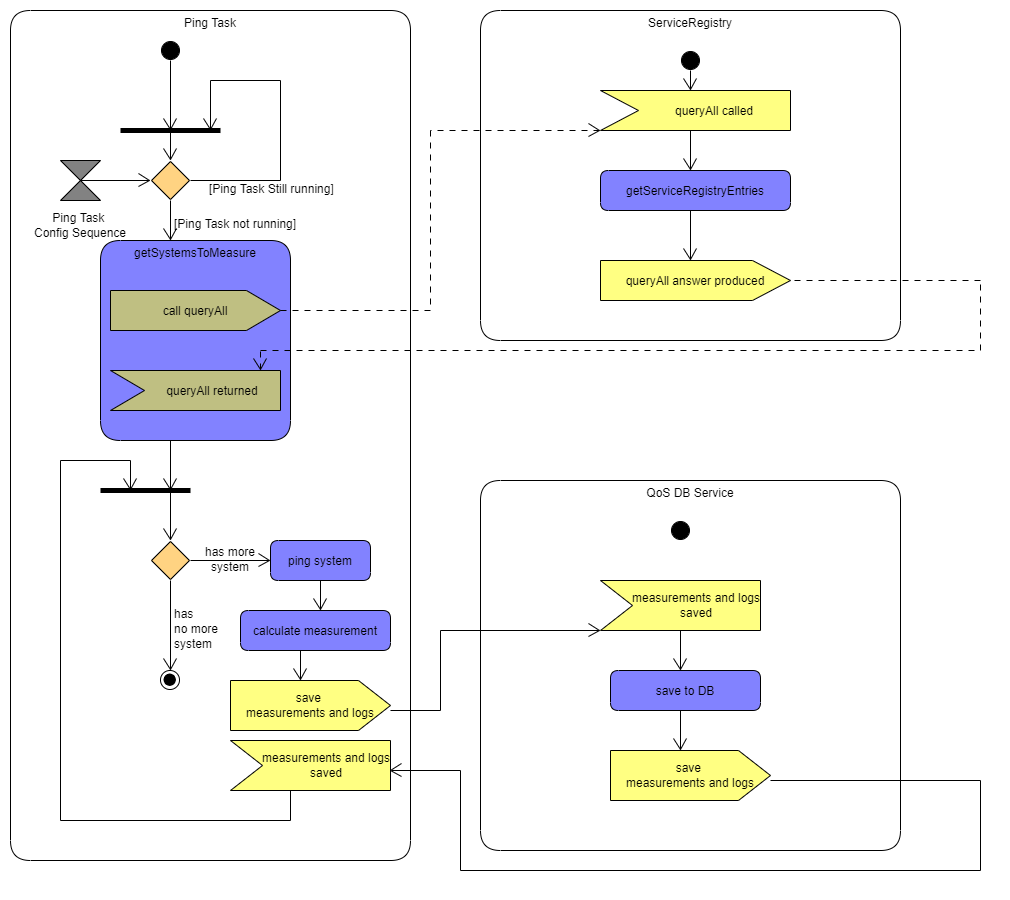 Ping Task
[Ping Task Still running]
Ping Task
Config Sequence
[Ping Task not running]
getSystemsToMeasure
call queryAll
queryAll returned
has more
system
ping system
has
no more
system
calculate measurement
save
measurements and logs
measurements and logs
saved
ServiceRegistry
queryAll called
getServiceRegistryEntries
queryAll answer produced
QoS DB Service
measurements and logs
saved
save to DB
save
measurements and logs